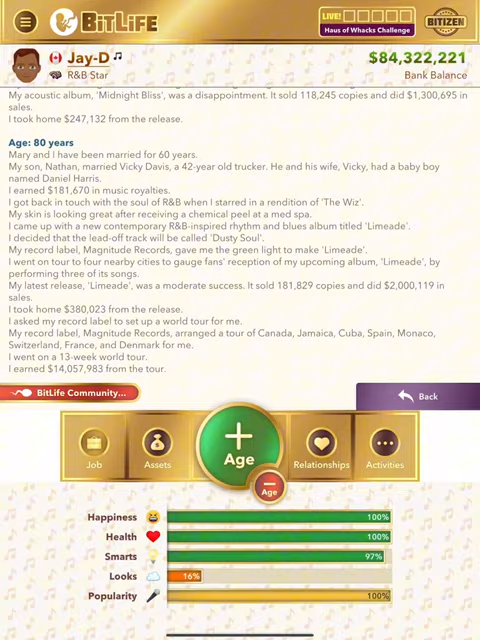 BitLife
LIVE!
Haus of Whacks Challenge
BITIZEN
Jay-D
$84,322,221
R&B Star
Bank Balance
My acoustic album, 'Midnight Bliss', was a disappointment. It sold 118,245 copies and did $1,300,695 in
sales.
I took home $247,132 from the release.
Age: 80 years
Mary and I have been married for 60 years.
My son, Nathan, married Vicky Davis, a 42-year old trucker. He and his wife, Vicky, had a baby boy
named Daniel Harris.
I earned $181,670 in music royalties.
I got back in touch with the soul of R&B when I starred in a rendition of 'The Wiz'.
My skin is looking great after receiving a chemical peel at a med spa.
I came up with a new contemporary R&B-inspired rhythm and blues album titled 'Limeade'.
I decided that the lead-off track will be called 'Dusty Soul'.
My record label, Magnitude Records, gave me the green light to make 'Limeade'.
I went on tour to four nearby cities to gauge fans' reception of my upcoming album, 'Limeade', by
performing three of its songs.
My latest release, 'Limeade', was a moderate success. It sold 181,829 copies and did $2,000,119 in
sales.
I took home $380,023 from the release.
I asked my record label to set up a world tour for me.
My record label, Magnitude Records, arranged a tour of Canada, Jamaica, Cuba, Spain, Monaco,
Switzerland, France, and Denmark for me.
I went on a 13-week world tour.
I earned $14,057,983 from the tour.
BitLife Community...
Back
Job
Assets
+
Age
Relationships
Activities
Age
Happiness 100%
Health 100%
Smarts 97%
Looks 16%
Popularity 100%